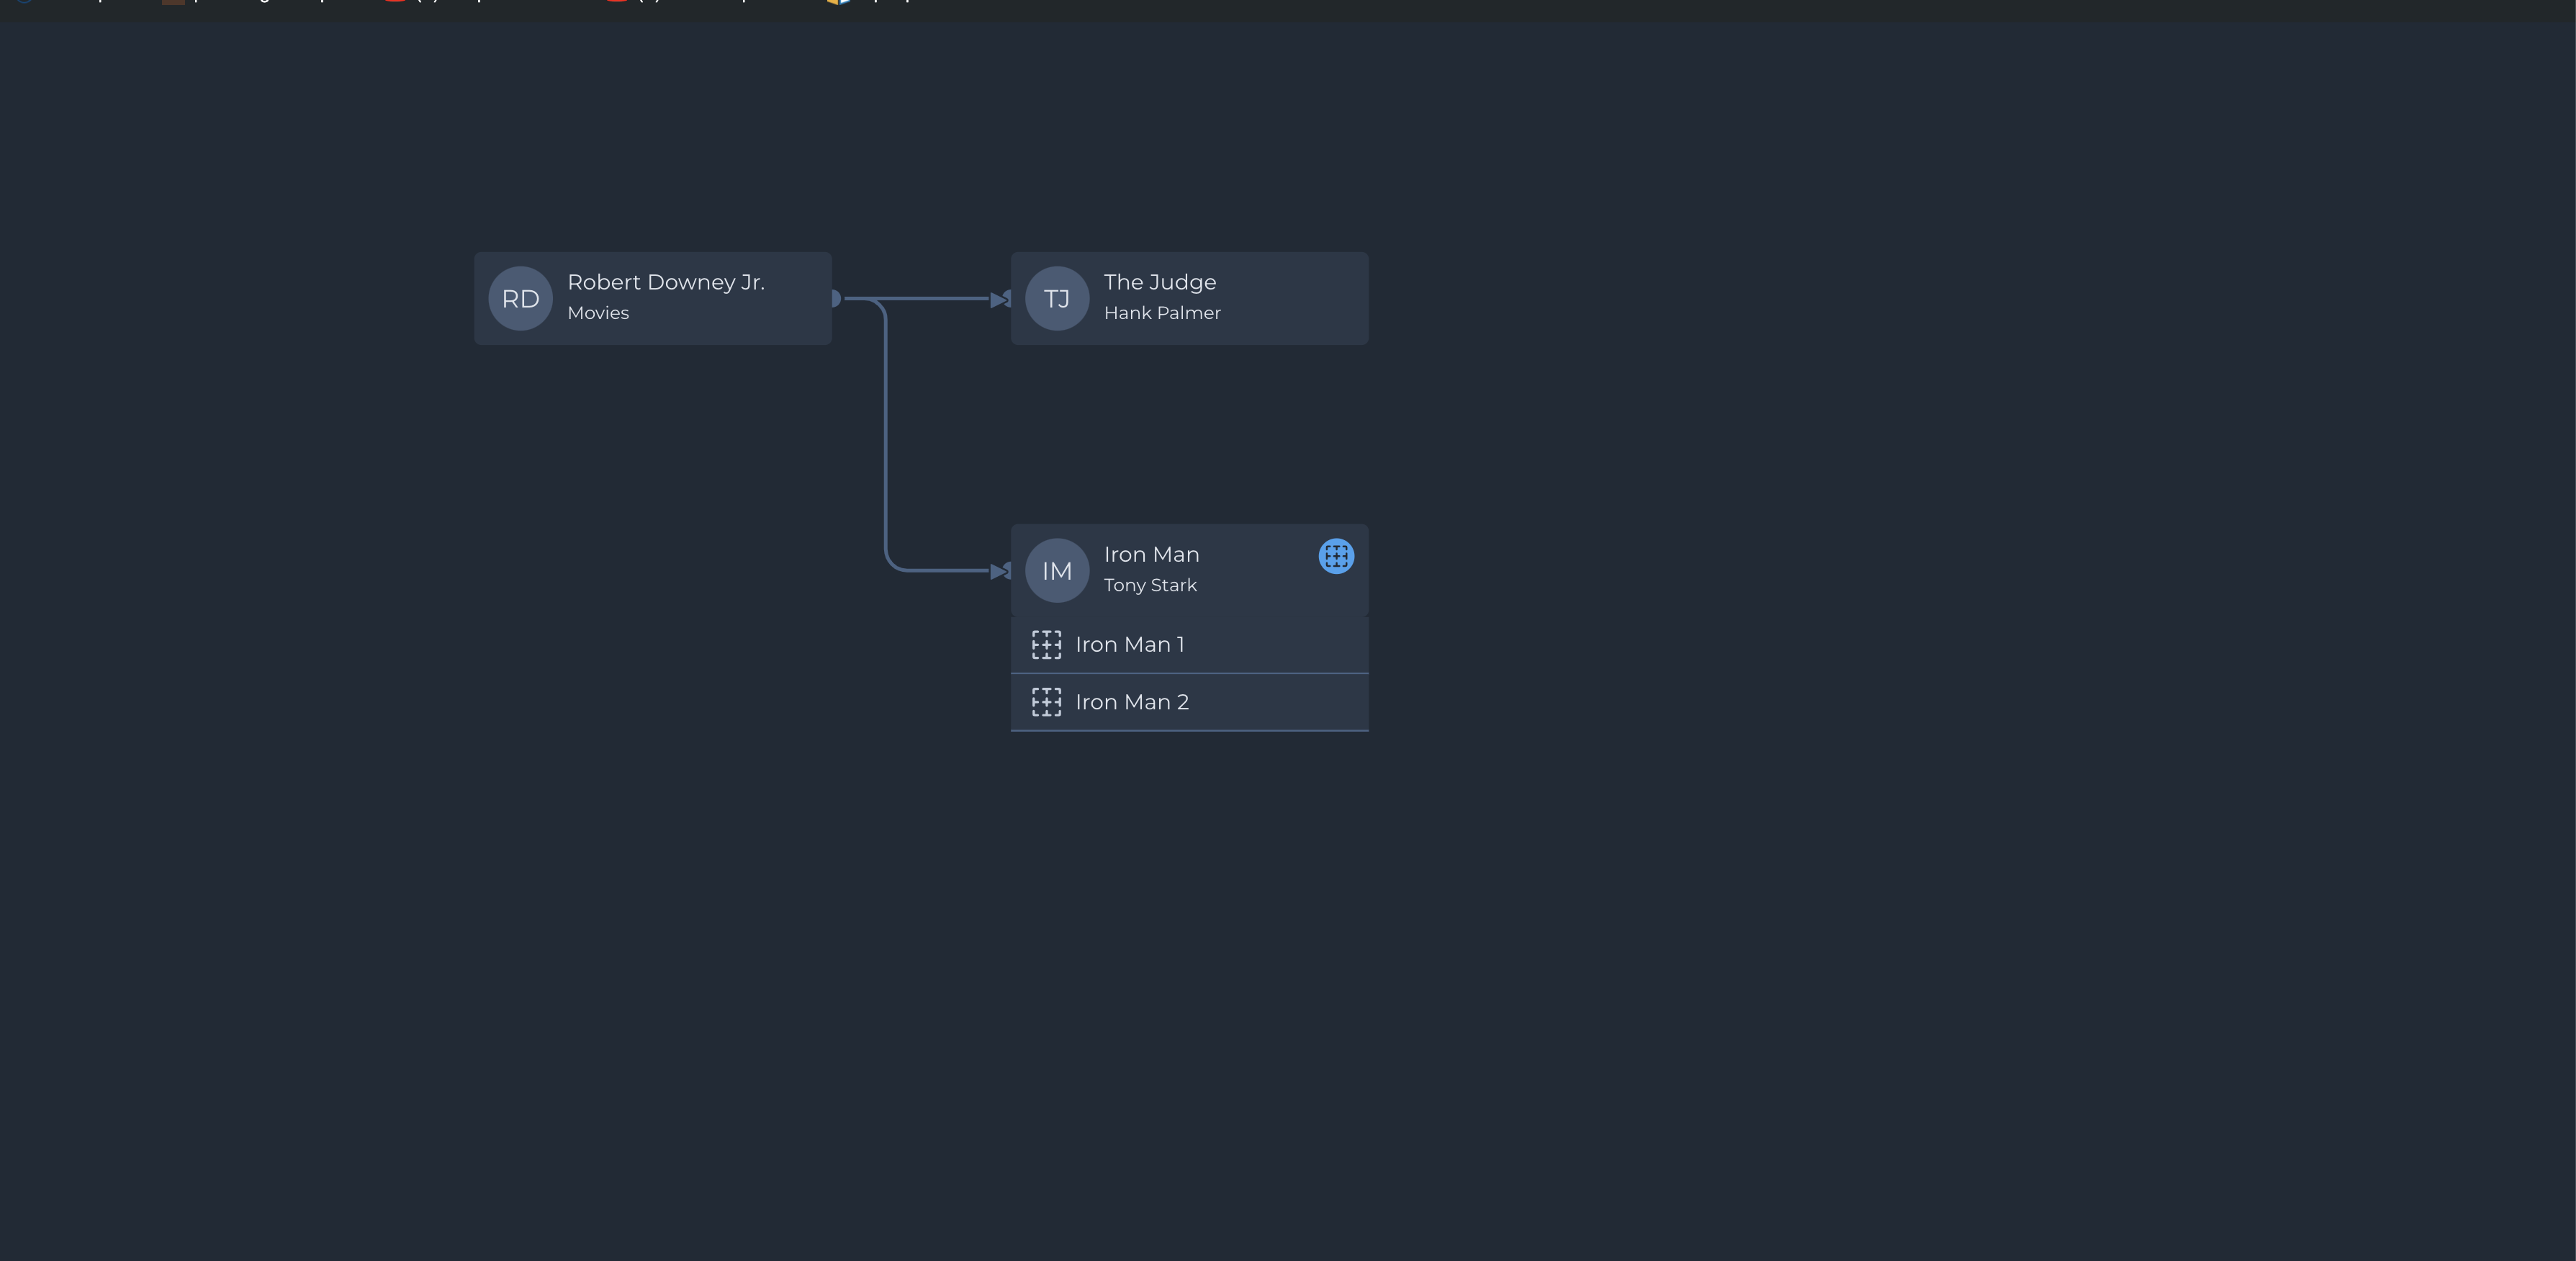 RD
Robert Downey Jr.
Movies
TJ
The Judge
Hank Palmer
IM
Iron Man
Tony Stark
Iron Man 1
Iron Man 2